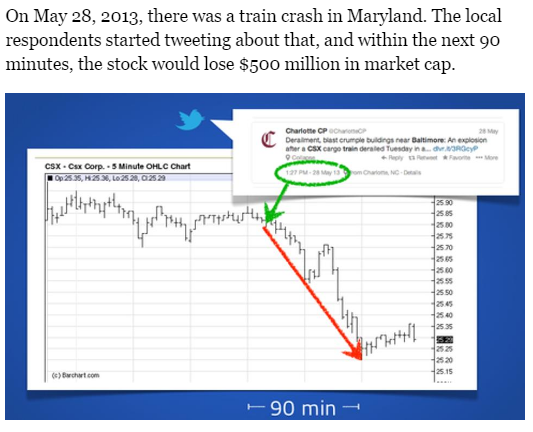 On May 28, 2013, there was a train crash in Maryland. The local
respondents started tweeting about that, and within the next 90
minutes, the stock would lose $500 million in market cap.
Charlotte CP @CharlotteCP 28 May
Derailment, blast crumple buildings near Baltimore: An explosion
after a CSX cargo train derailed Tuesday in a... dlvr.it/3RGcyP
Collapse Reply Retweet Favorite More
1:27 PM - 28 May 13 From Charlotte, NC · Details
CSX - Csx Corp. - 5 Minute OHLC Chart
Op:25.35, Hi:25.36, Lo:25.28, Cl:25.29
25.90
25.85
25.80
25.75
25.70
25.65
25.60
25.55
25.50
25.45
25.40
25.35
25.29
25.25
25.20
25.15
(c) Barchart.com
90 min